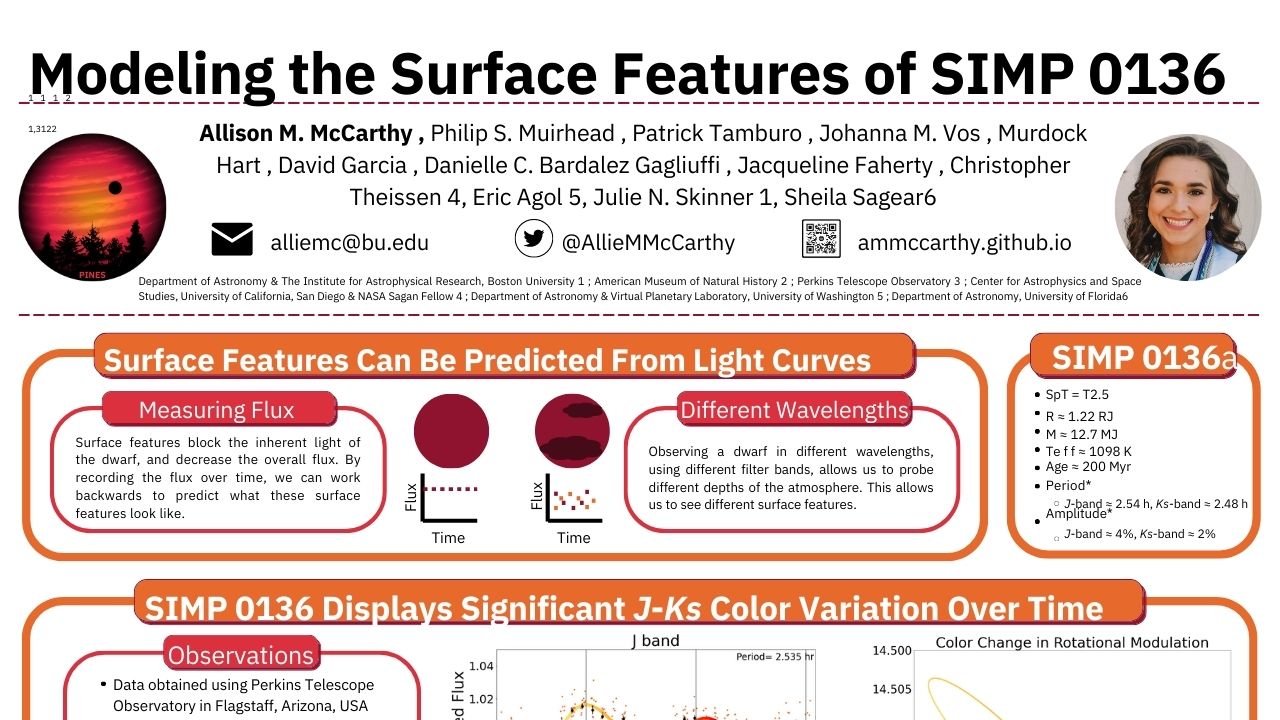 Modeling the Surface Features of SIMP 0136
1 1 1 2
1,3122
Allison M. McCarthy , Philip S. Muirhead , Patrick Tamburo , Johanna M. Vos , Murdock
Hart , David Garcia , Danielle C. Bardalez Gagliuffi , Jacqueline Faherty , Christopher
Theissen 4, Eric Agol 5, Julie N. Skinner 1, Sheila Sagear6
PINES
alliemc@bu.edu
@AllieMMcCarthy
ammccarthy.github.io
Department of Astronomy & The Institute for Astrophysical Research, Boston University 1 ; American Museum of Natural History 2 ; Perkins Telescope Observatory 3 ; Center for Astrophysics and Space
Studies, University of California, San Diego & NASA Sagan Fellow 4 ; Department of Astronomy & Virtual Planetary Laboratory, University of Washington 5 ; Department of Astronomy, University of Florida6
Surface Features Can Be Predicted From Light Curves
Measuring Flux
Surface features block the inherent light of
the dwarf, and decrease the overall flux. By
recording the flux over time, we can work
backwards to predict what these surface
features look like.
Flux
Time
Flux
Time
Different Wavelengths
Observing a dwarf in different wavelengths,
using different filter bands, allows us to probe
different depths of the atmosphere. This allows
us to see different surface features.
SIMP 0136a
• SpT = T2.5
• R ≈ 1.22 RJ
• M ≈ 12.7 MJ
• Te f f ≈ 1098 K
• Age ≈ 200 Myr
• Period*
○ J-band ≈ 2.54 h, Ks-band ≈ 2.48 h
• Amplitude*
○ J-band ≈ 4%, Ks-band ≈ 2%
SIMP 0136 Displays Significant J-Ks Color Variation Over Time
Observations
• Data obtained using Perkins Telescope
Observatory in Flagstaff, Arizona, USA
J band
Period= 2.535 hr
1.04
1.02
ed Flux
Color Change in Rotational Modulation
14.500
14.505